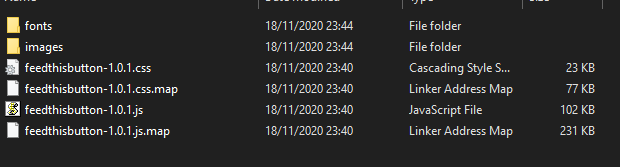 Name Date modified Type Size
fonts 18/11/2020 23:44 File folder
images 18/11/2020 23:44 File folder
feedthisbutton-1.0.1.css 18/11/2020 23:40 Cascading Style S... 23 KB
feedthisbutton-1.0.1.css.map 18/11/2020 23:40 Linker Address Map 77 KB
feedthisbutton-1.0.1.js 18/11/2020 23:40 JavaScript File 102 KB
feedthisbutton-1.0.1.js.map 18/11/2020 23:40 Linker Address Map 231 KB